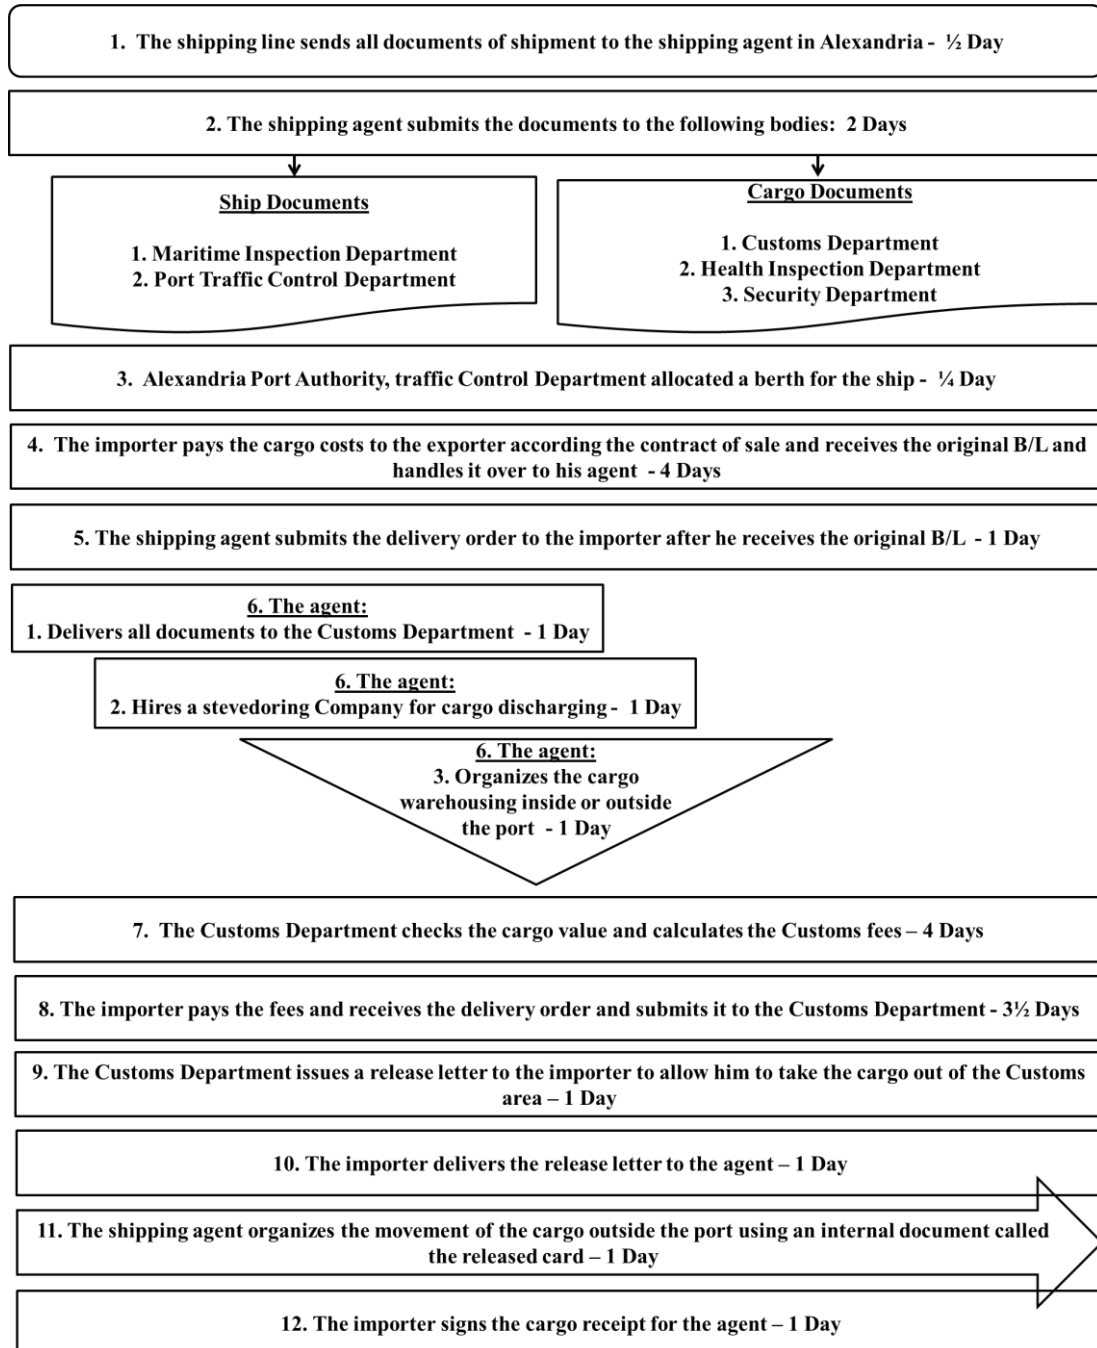 1. The shipping line sends all documents of shipment to the shipping agent in Alexandria - ½ Day
2. The shipping agent submits the documents to the following bodies: 2 Days
Ship Documents
1. Maritime Inspection Department
2. Port Traffic Control Department
Cargo Documents
1. Customs Department
2. Health Inspection Department
3. Security Department
3. Alexandria Port Authority, traffic Control Department allocated a berth for the ship - ¼ Day
4. The importer pays the cargo costs to the exporter according the contract of sale and receives the original B/L and
handles it over to his agent - 4 Days
5. The shipping agent submits the delivery order to the importer after he receives the original B/L - 1 Day
6. The agent:
1. Delivers all documents to the Customs Department - 1 Day
6. The agent:
2. Hires a stevedoring Company for cargo discharging - 1 Day
6. The agent:
3. Organizes the cargo
warehousing inside or outside
the port - 1 Day
7. The Customs Department checks the cargo value and calculates the Customs fees – 4 Days
8. The importer pays the fees and receives the delivery order and submits it to the Customs Department - 3½ Days
9. The Customs Department issues a release letter to the importer to allow him to take the cargo out of the Customs
area – 1 Day
10. The importer delivers the release letter to the agent – 1 Day
11. The shipping agent organizes the movement of the cargo outside the port using an internal document called
the released card – 1 Day
12. The importer signs the cargo receipt for the agent – 1 Day